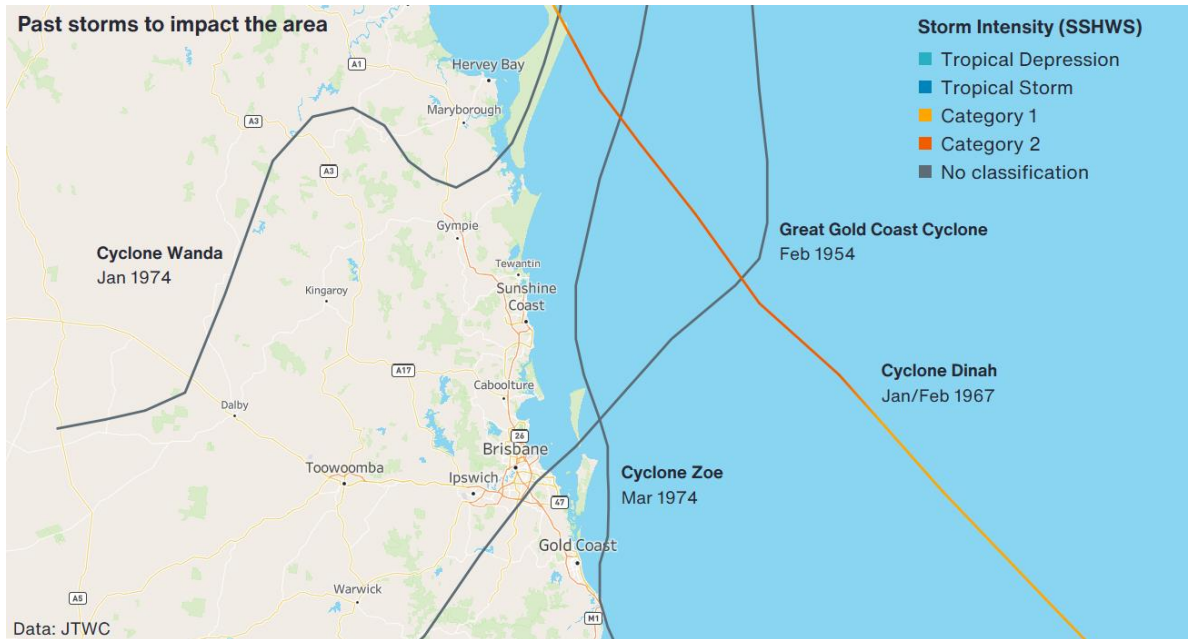 Past storms to impact the area
Storm Intensity (SSHWS)
Tropical Depression
Tropical Storm
Category 1
Category 2
No classification
A1
Hervey Bay
Maryborough
A3
A3
Gympie
Great Gold Coast Cyclone
Feb 1954
Cyclone Wanda
Jan 1974
Tewantin
Sunshine
Coast
Kingaroy
A17
Caboolture
Cyclone Dinah
Jan/Feb 1967
Dalby
26
Brisbane
Toowoomba
Ipswich
Cyclone Zoe
Mar 1974
47
Gold Coast
Warwick
A5
M1
Data: JTWC